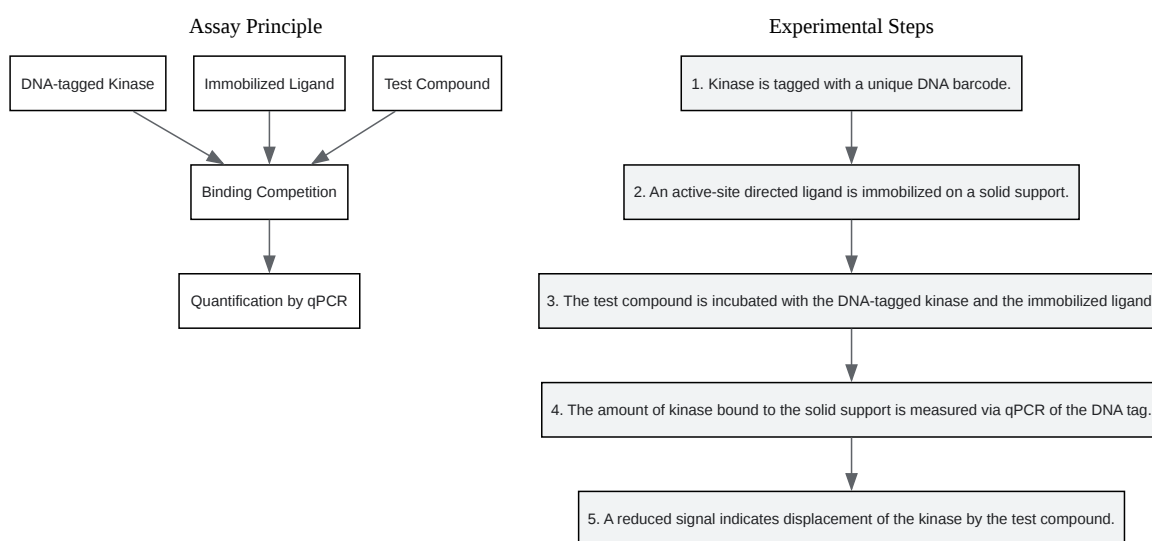 Assay Principle
DNA-tagged Kinase
Immobilized Ligand
Test Compound
Binding Competition
Quantification by qPCR
Experimental Steps
1. Kinase is tagged with a unique DNA barcode.
2. An active-site directed ligand is immobilized on a solid support.
3. The test compound is incubated with the DNA-tagged kinase and the immobilized ligand
4. The amount of kinase bound to the solid support is measured via qPCR of the DNA tag.
5. A reduced signal indicates displacement of the kinase by the test compound.